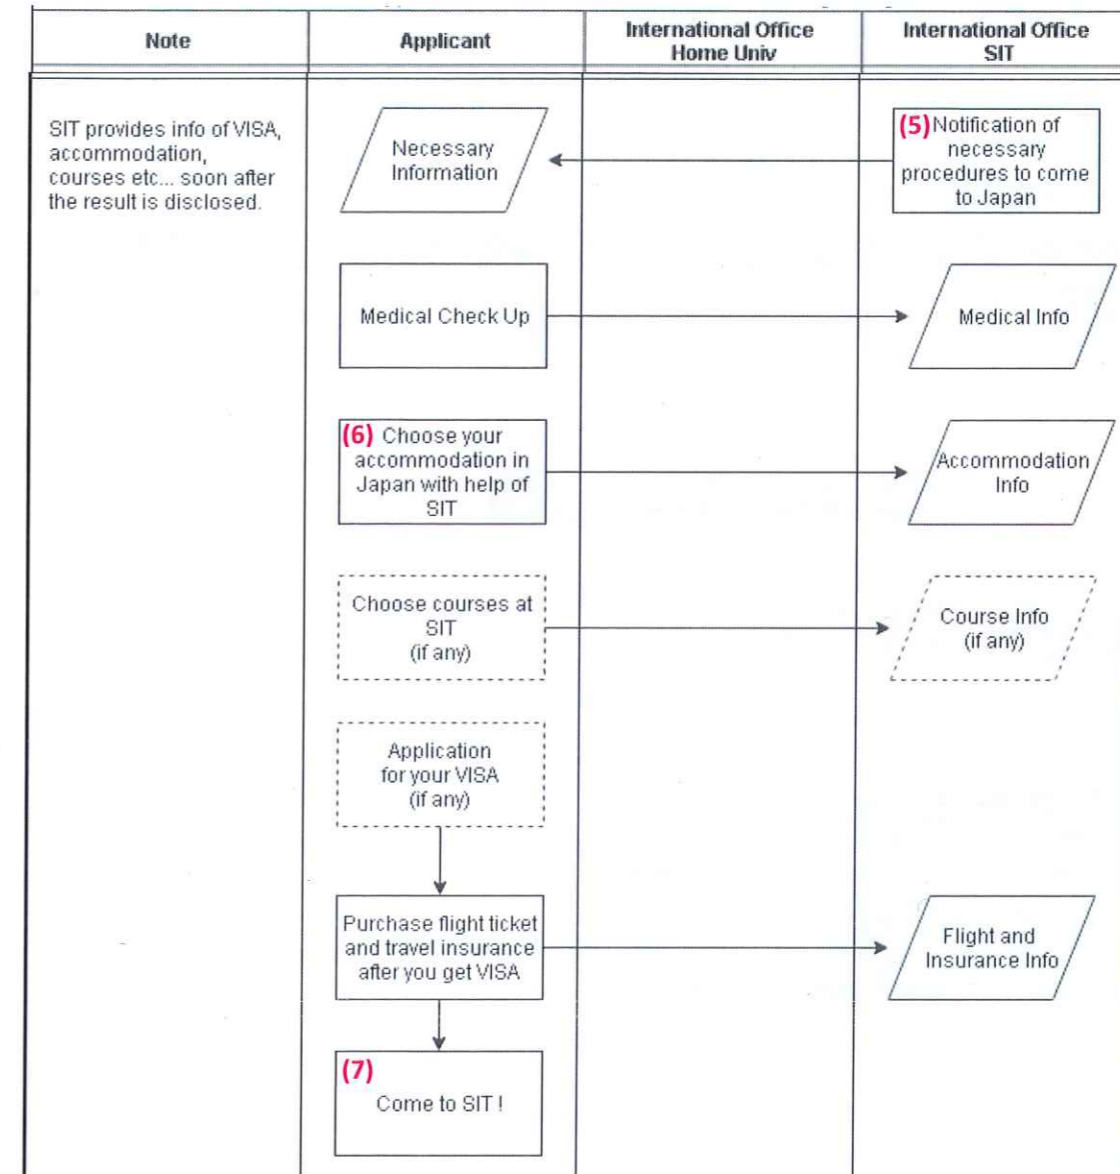 Note
Applicant
International Office
Home Univ
International Office
SIT
SIT provides info of VISA,
accommodation,
courses etc... soon after
the result is disclosed.
Necessary
Information
(5) Notification of
necessary
procedures to come
to Japan
Medical Check Up
Medical Info
(6) Choose your
accommodation in
Japan with help of
SIT
Accommodation
Info
Choose courses at
SIT
(if any)
Course Info
(if any)
Application
for your VISA
(if any)
Purchase flight ticket
and travel insurance
after you get VISA
Flight and
Insurance Info
(7)
Come to SIT !